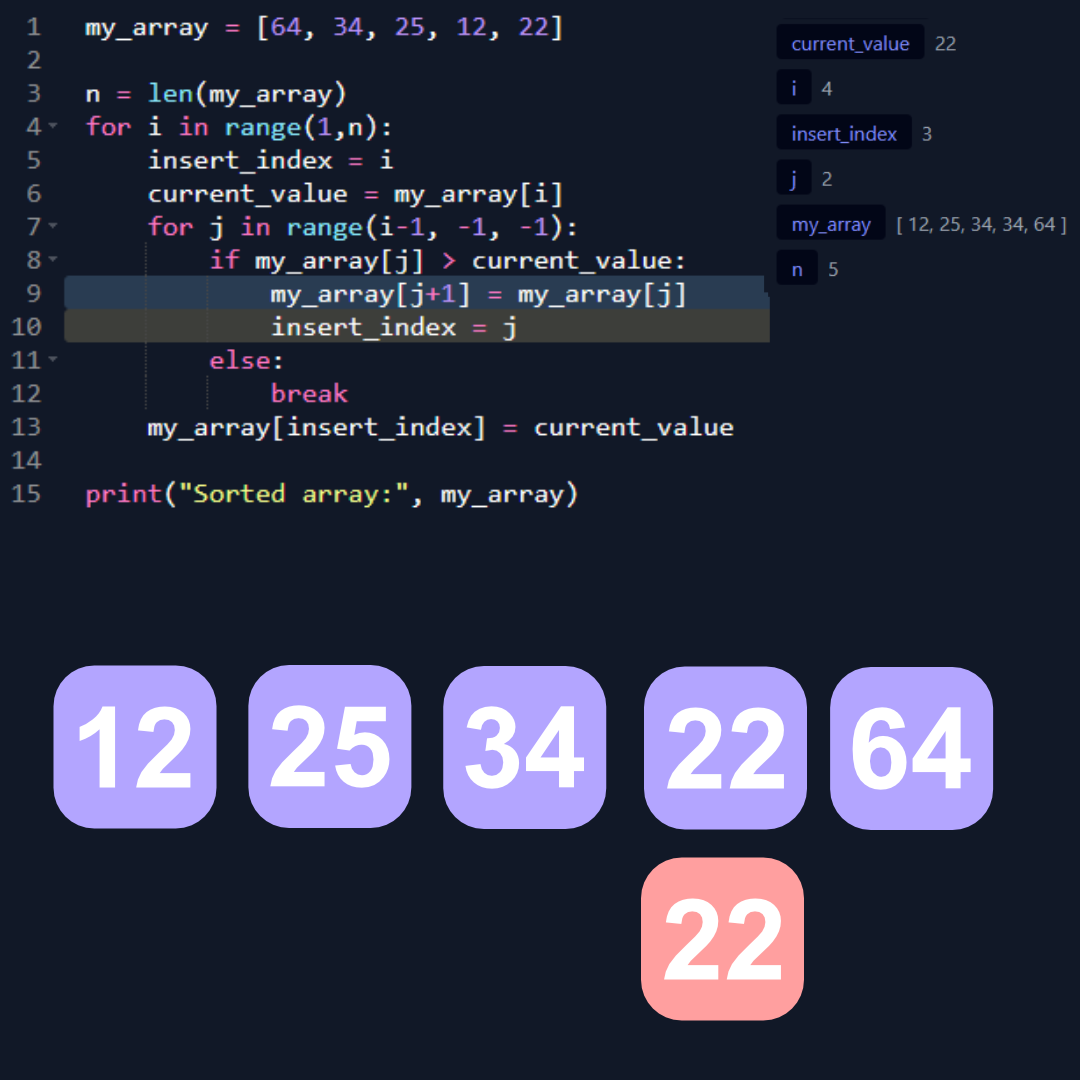 1 my_array = [64, 34, 25, 12, 22]
2
3 n = len(my_array)
4 for i in range(1,n):
5     insert_index = i
6     current_value = my_array[i]
7     for j in range(i-1, -1, -1):
8         if my_array[j] > current_value:
9             my_array[j+1] = my_array[j]
10             insert_index = j
11         else:
12             break
13     my_array[insert_index] = current_value
14
15 print("Sorted array:", my_array)
current_value 22
i 4
insert_index 3
j 2
my_array [ 12, 25, 34, 34, 64 ]
n 5
12 25 34 22 64
22